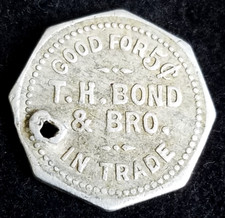 GOOD FOR 5¢
T. H. BOND
& BRO.
IN TRADE